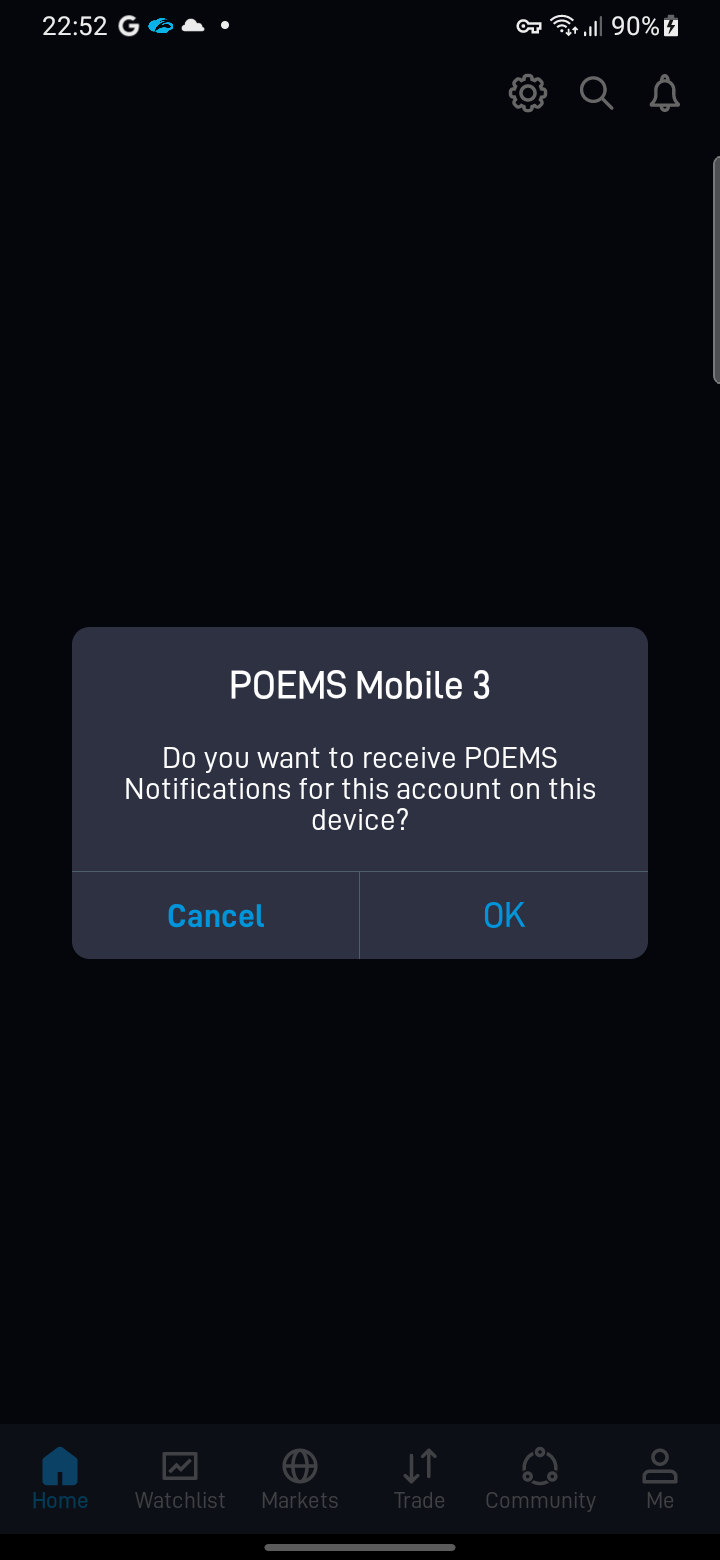 22:52
90%
POEMS Mobile 3
Do you want to receive POEMS
Notifications for this account on this
device?
Cancel
OK
Home
Watchlist
Markets
Trade
Community
Me